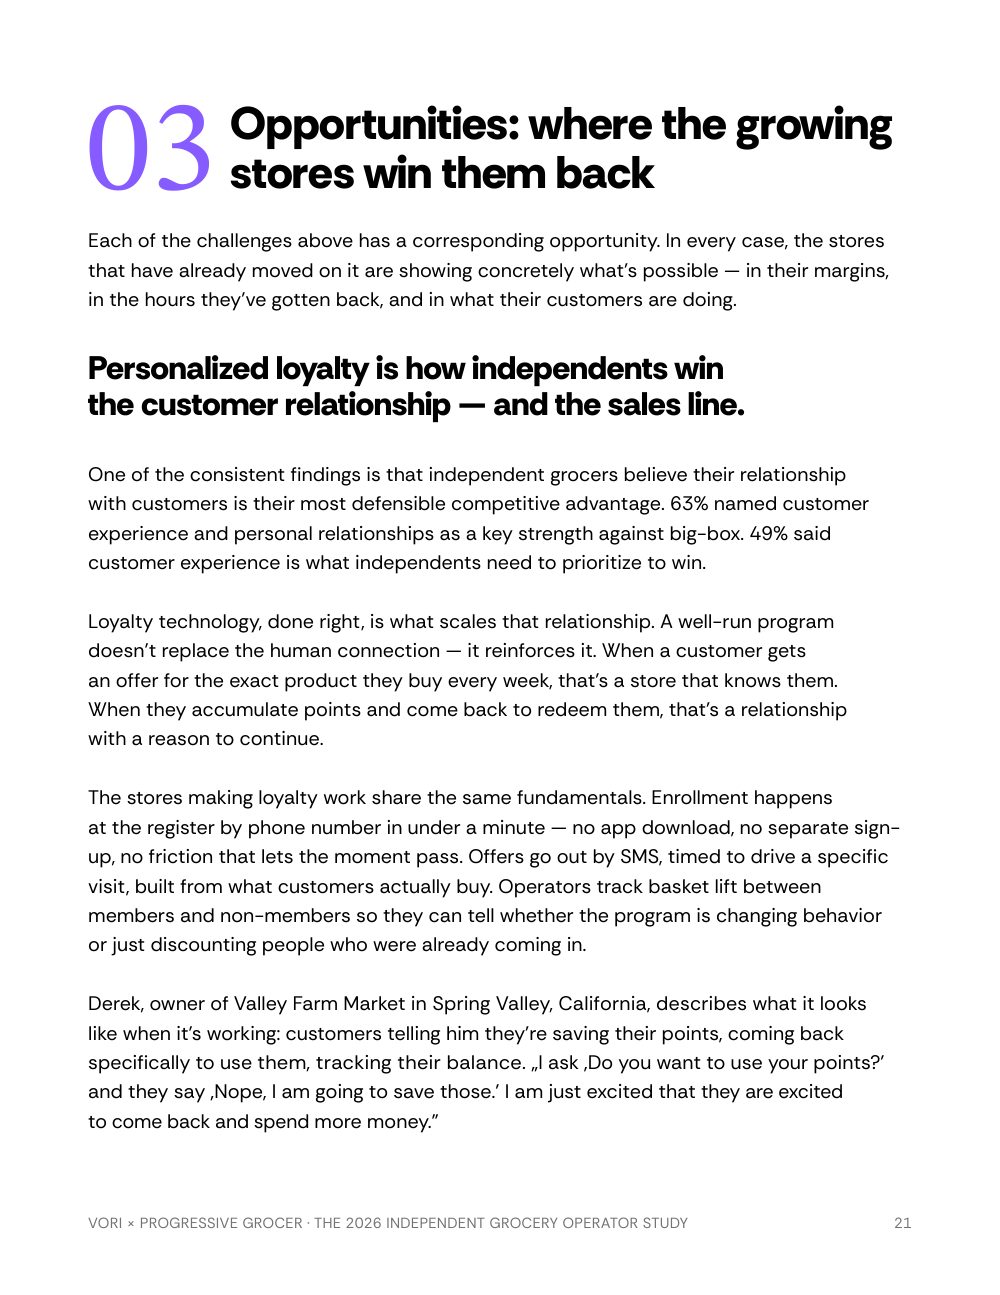 03
Opportunities: where the growing
stores win them back
Each of the challenges above has a corresponding opportunity. In every case, the stores
that have already moved on it are showing concretely what’s possible — in their margins,
in the hours they’ve gotten back, and in what their customers are doing.
Personalized loyalty is how independents win
the customer relationship — and the sales line.
One of the consistent findings is that independent grocers believe their relationship
with customers is their most defensible competitive advantage. 63% named customer
experience and personal relationships as a key strength against big-box. 49% said
customer experience is what independents need to prioritize to win.
Loyalty technology, done right, is what scales that relationship. A well-run program
doesn’t replace the human connection — it reinforces it. When a customer gets
an offer for the exact product they buy every week, that’s a store that knows them.
When they accumulate points and come back to redeem them, that’s a relationship
with a reason to continue.
The stores making loyalty work share the same fundamentals. Enrollment happens
at the register by phone number in under a minute — no app download, no separate sign-
up, no friction that lets the moment pass. Offers go out by SMS, timed to drive a specific
visit, built from what customers actually buy. Operators track basket lift between
members and non-members so they can tell whether the program is changing behavior
or just discounting people who were already coming in.
Derek, owner of Valley Farm Market in Spring Valley, California, describes what it looks
like when it’s working: customers telling him they’re saving their points, coming back
specifically to use them, tracking their balance. „I ask ‚Do you want to use your points?’
and they say ‚Nope, I am going to save those.’ I am just excited that they are excited
to come back and spend more money.”
VORI × PROGRESSIVE GROCER · THE 2026 INDEPENDENT GROCERY OPERATOR STUDY
21